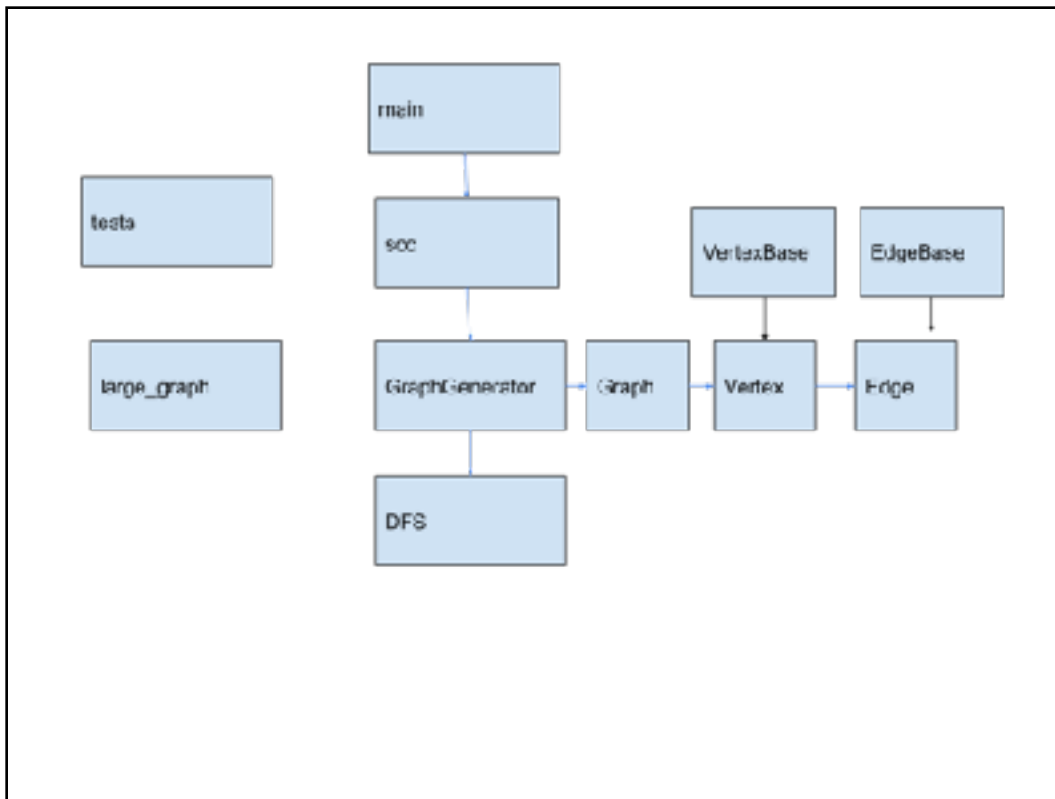 main
tests
scc
VertexBase
EdgeBase
large_graph
GraphGenerator
Graph
Vertex
Edge
DFS